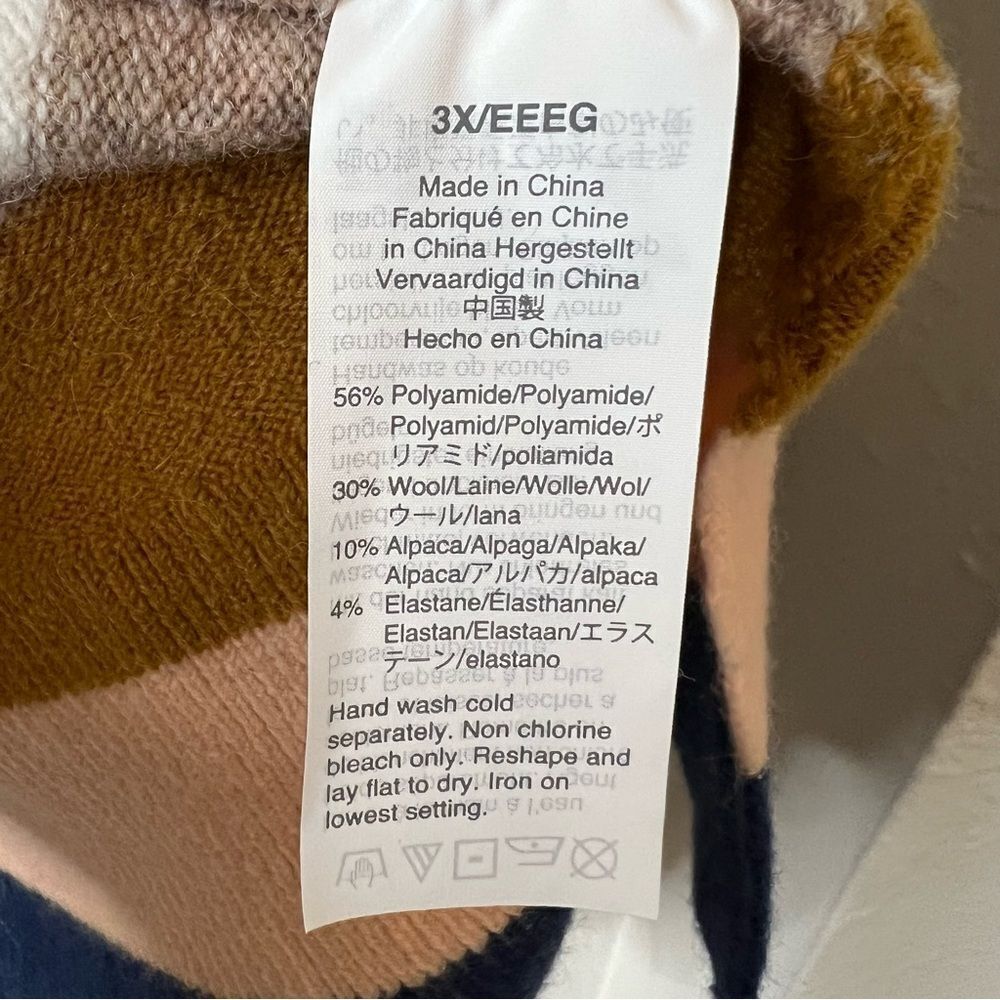 3X/EEEG
Made in China
Fabriqué en Chine
in China Hergestellt
Vervaardigd in China
中国製
Hecho en China
56% Polyamide/Polyamide/
Polyamid/Polyamide/ポ
リアミド/poliamida
30% Wool/Laine/Wolle/Wol/
ウール/lana
10% Alpaca/Alpaga/Alpaka/
Alpaca/アルパカ/alpaca
4% Elastane/Élasthanne/
Elastan/Elastaan/エラス
テーン/elastano
Hand wash cold
separately. Non chlorine
bleach only. Reshape and
lay flat to dry. Iron on
lowest setting.